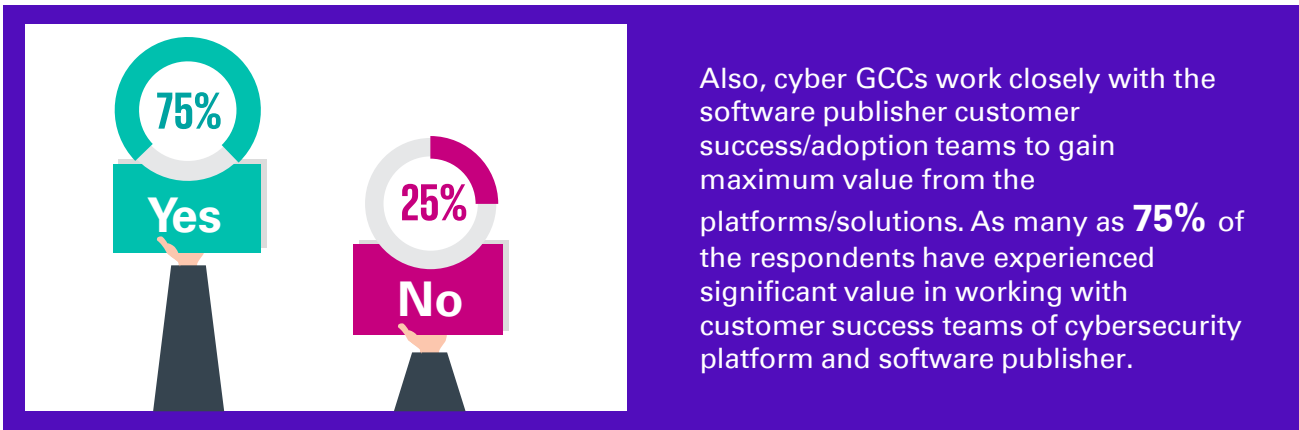 75%
Yes
25%
No
Also, cyber GCCs work closely with the
software publisher customer
success/adoption teams to gain
maximum value from the
platforms/solutions. As many as 75% of
the respondents have experienced
significant value in working with
customer success teams of cybersecurity
platform and software publisher.